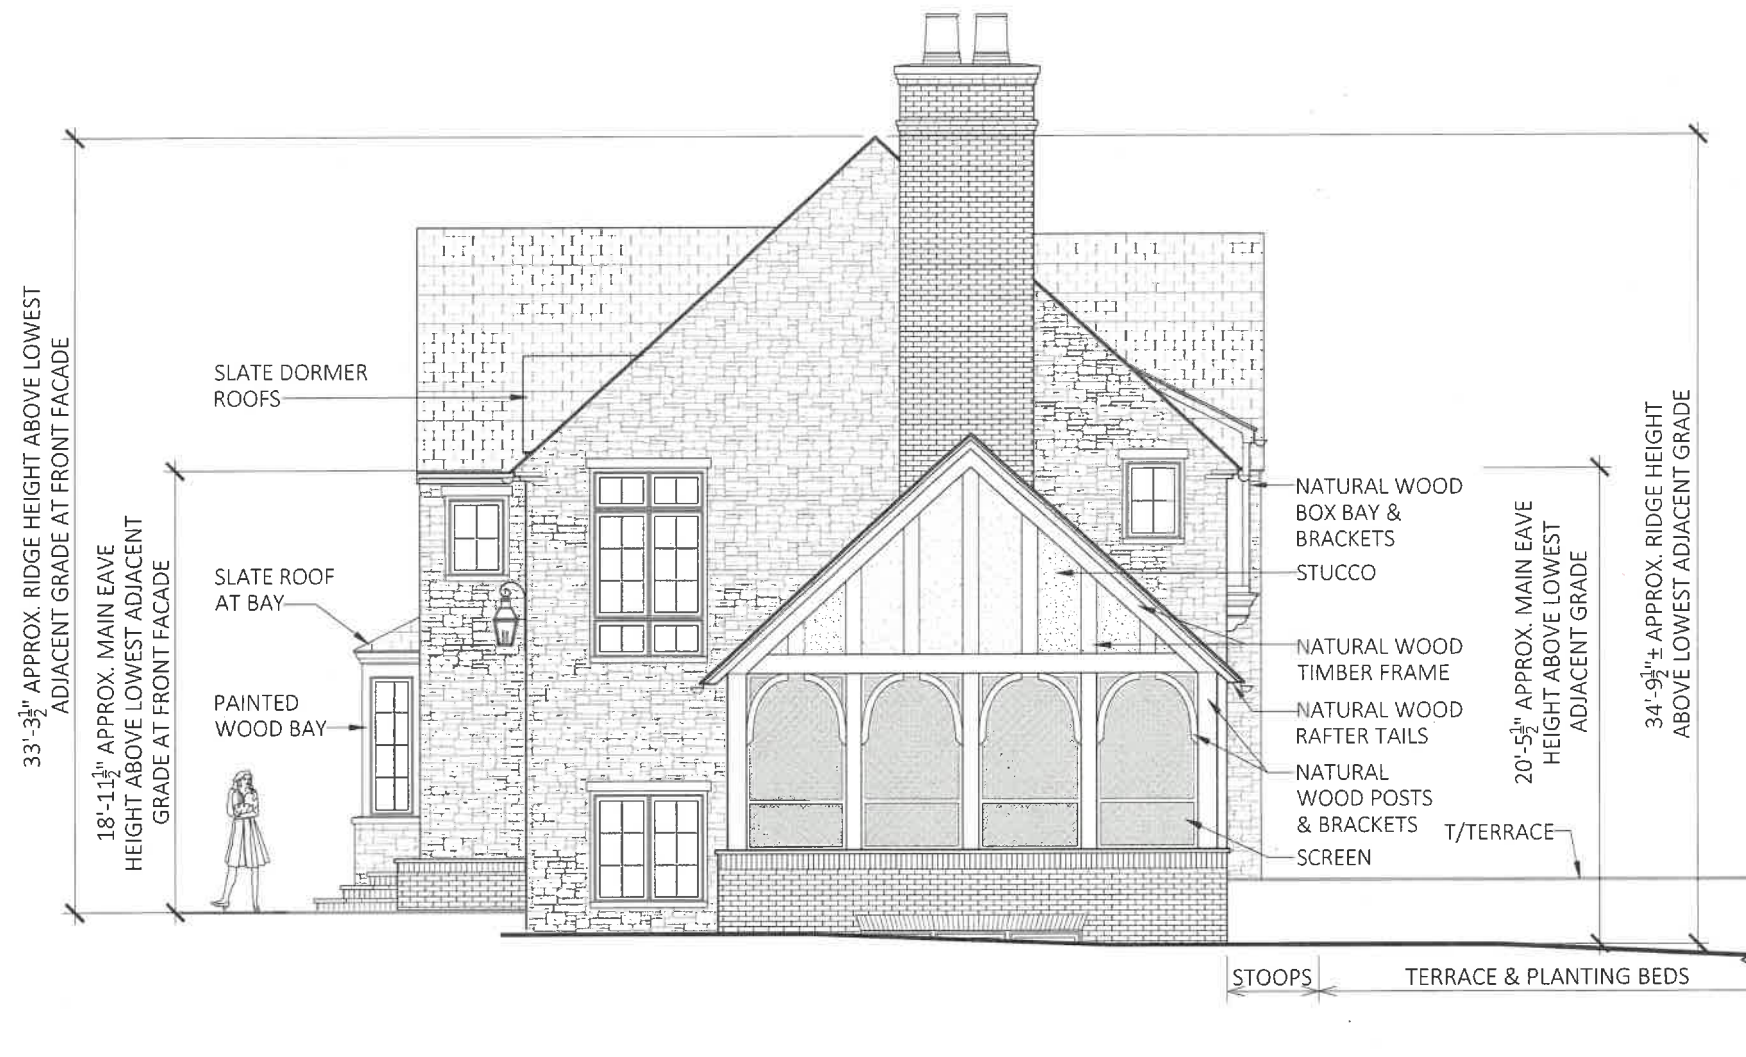 33'-3½" APPROX. RIDGE HEIGHT ABOVE LOWEST
ADJACENT GRADE AT FRONT FACADE
18'-11½" APPROX. MAIN EAVE
HEIGHT ABOVE LOWEST ADJACENT
GRADE AT FRONT FACADE
SLATE DORMER
ROOFS
SLATE ROOF
AT BAY
PAINTED
WOOD BAY
NATURAL WOOD
BOX BAY &
BRACKETS
STUCCO
NATURAL WOOD
TIMBER FRAME
NATURAL WOOD
RAFTER TAILS
NATURAL
WOOD POSTS
& BRACKETS
SCREEN
T/TERRACE
20'-5½" APPROX. MAIN EAVE
HEIGHT ABOVE LOWEST
ADJACENT GRADE
34'-9½"± APPROX. RIDGE HEIGHT
ABOVE LOWEST ADJACENT GRADE
STOOPS
TERRACE & PLANTING BEDS